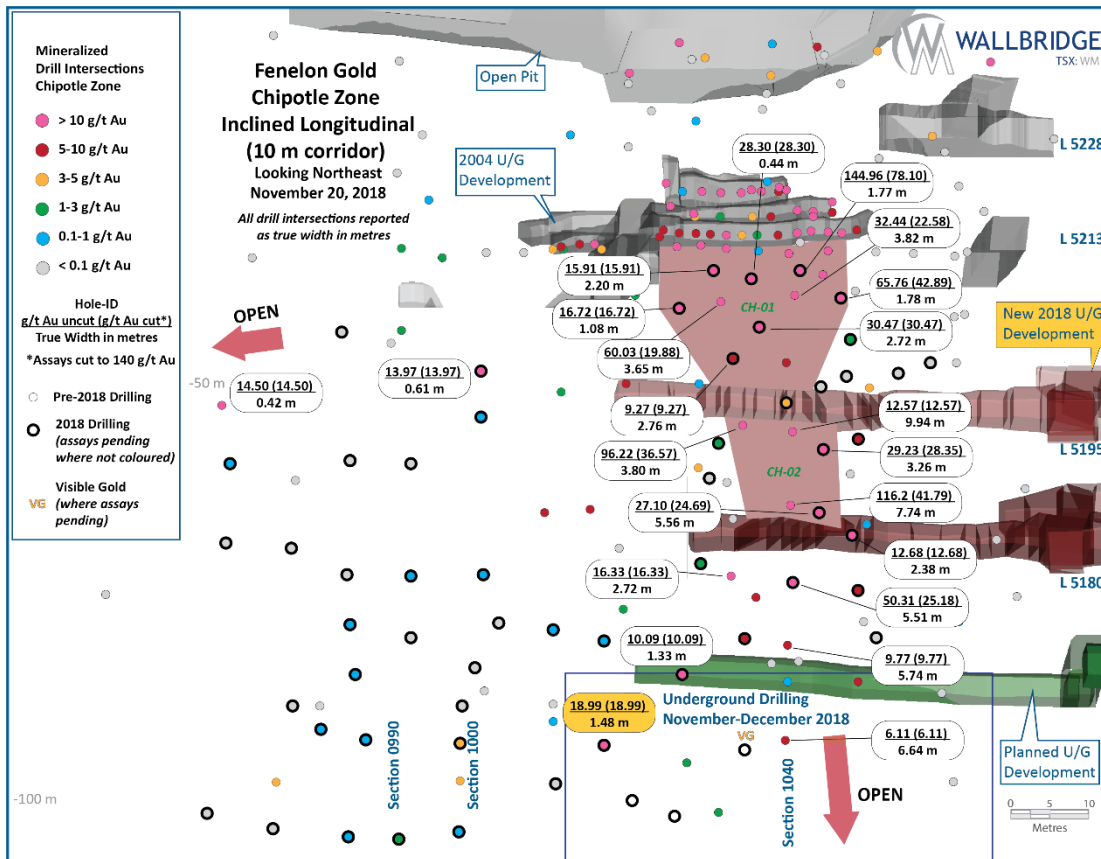 Mineralized
Drill Intersections
Chipotle Zone
> 10 g/t Au
5-10 g/t Au
3-5 g/t Au
1-3 g/t Au
0.1-1 g/t Au
< 0.1 g/t Au
Hole-ID
g/t Au uncut (g/t Au cut*)
True Width in metres
*Assays cut to 140 g/t Au
Pre-2018 Drilling
2018 Drilling
(assays pending
where not coloured)
VG
Visible Gold
(where assays
pending)
Fenelon Gold
Chipotle Zone
Inclined Longitudinal
(10 m corridor)
Looking Northeast
November 20, 2018
All drill intersections reported
as true width in metres
WALLBRIDGE
TSX: WM
Open Pit
2004 U/G
Development
L 5228
28.30 (28.30)
0.44 m
144.96 (78.10)
1.77 m
32.44 (22.58)
3.82 m
L 5213
15.91 (15.91)
2.20 m
65.76 (42.89)
1.78 m
16.72 (16.72)
1.08 m
CH-01
30.47 (30.47)
2.72 m
New 2018 U/G
Development
OPEN
60.03 (19.88)
3.65 m
-50 m
14.50 (14.50)
0.42 m
13.97 (13.97)
0.61 m
9.27 (9.27)
2.76 m
12.57 (12.57)
9.94 m
L 5195
96.22 (36.57)
3.80 m
29.23 (28.35)
3.26 m
CH-02
27.10 (24.69)
5.56 m
116.2 (41.79)
7.74 m
12.68 (12.68)
2.38 m
16.33 (16.33)
2.72 m
L 5180
50.31 (25.18)
5.51 m
10.09 (10.09)
1.33 m
9.77 (9.77)
5.74 m
18.99 (18.99)
1.48 m
Underground Drilling
November-December 2018
VG
6.11 (6.11)
6.64 m
Planned U/G
Development
Section 0990
Section 1000
Section 1040
OPEN
-100 m
0 5 10
Metres